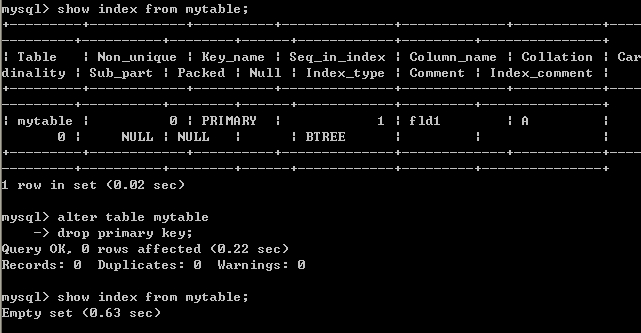 mysql> show index from mytable;
+---------+------------+----------+--------------+-------------+-----------+----
---------+----------+--------+------+------------+---------+---------------+
| Table   | Non_unique | Key_name | Seq_in_index | Column_name | Collation | Car
dinality | Sub_part | Packed | Null | Index_type | Comment | Index_comment |
+---------+------------+----------+--------------+-------------+-----------+----
---------+----------+--------+------+------------+---------+---------------+
| mytable |          0 | PRIMARY  |            1 | fld1        | A         |
       0 |     NULL | NULL   |      | BTREE      |         |               |
+---------+------------+----------+--------------+-------------+-----------+----
---------+----------+--------+------+------------+---------+---------------+
1 row in set (0.02 sec)
mysql> alter table mytable
    -> drop primary key;
Query OK, 0 rows affected (0.22 sec)
Records: 0  Duplicates: 0  Warnings: 0
mysql> show index from mytable;
Empty set (0.63 sec)